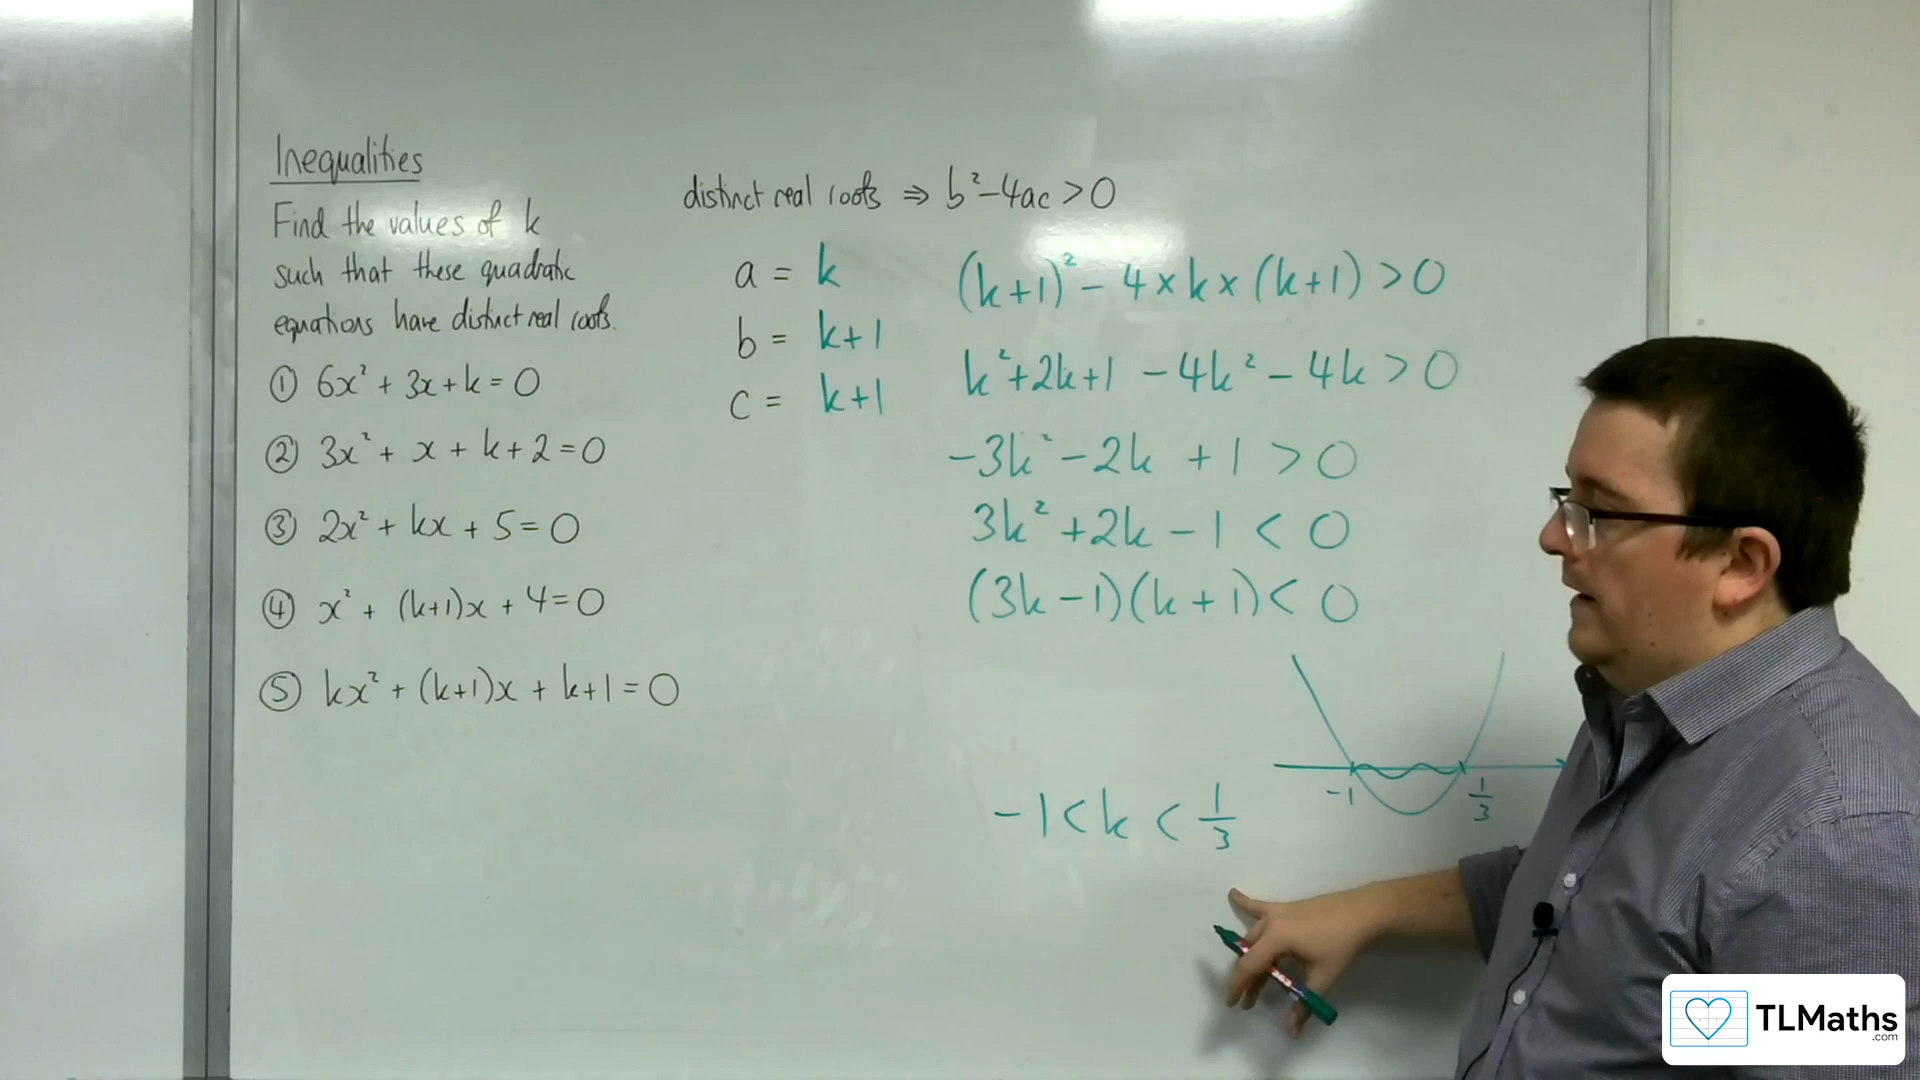 Inequalities
Find the values of k
such that these quadratic
equations have distinct real roots.
① 6x² + 3x + k = 0
② 3x² + x + k + 2 = 0
③ 2x² + kx + 5 = 0
④ x² + (k+1)x + 4 = 0
⑤ kx² + (k+1)x + k+1 = 0
distinct real roots ⇒ b² - 4ac > 0
a = k
b = k+1
c = k+1
(k+1)² - 4 × k × (k+1) > 0
k² + 2k + 1 - 4k² - 4k > 0
-3k² - 2k + 1 > 0
3k² + 2k - 1 < 0
(3k - 1)(k + 1) < 0
-1 1/3
-1 < k < 1/3
TLMaths
.com